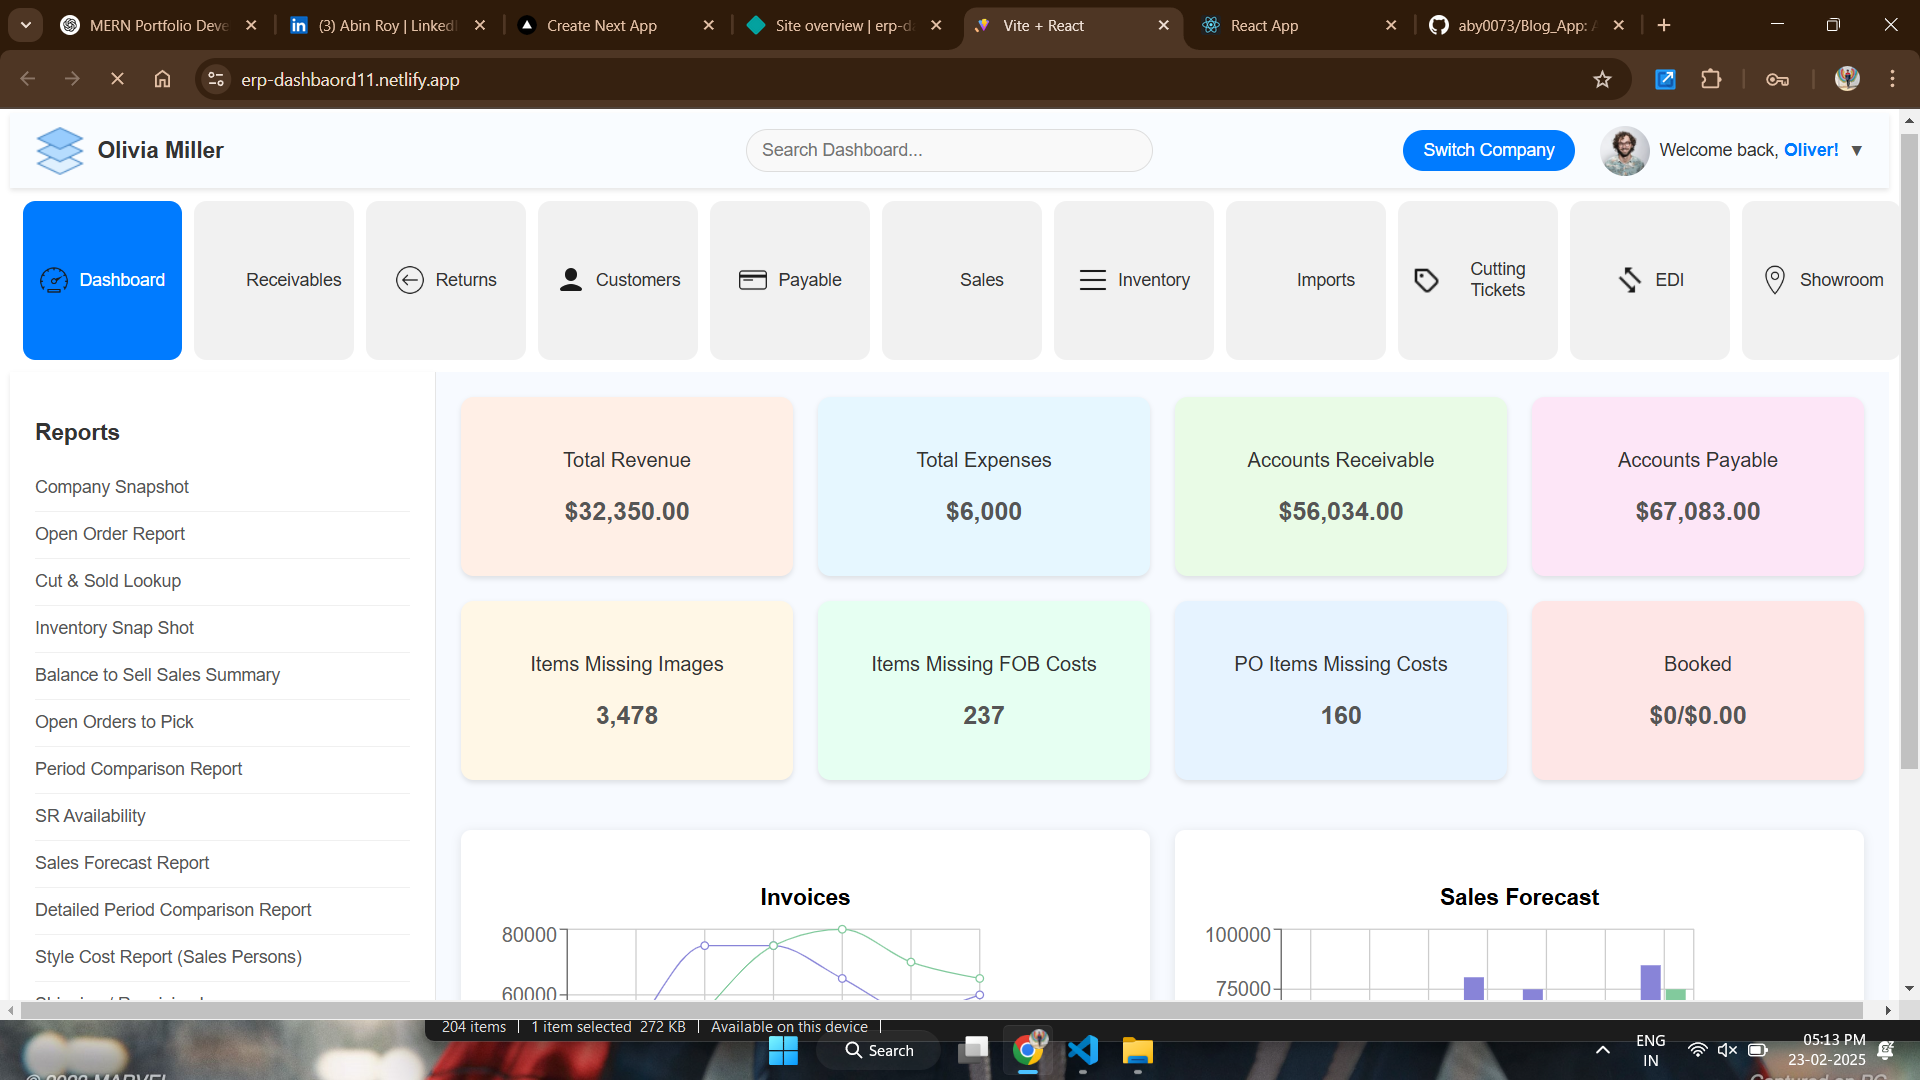 MERN Portfolio Deve
(3) Abin Roy | LinkedI
Create Next App
Site overview | erp-da
Vite + React
React App
aby0073/Blog_App: A
erp-dashbaord11.netlify.app
Olivia Miller
Search Dashboard...
Switch Company
Welcome back, Oliver! ▼
Dashboard
Receivables
Returns
Customers
Payable
Sales
Inventory
Imports
Cutting
Tickets
EDI
Showroom
Reports
Company Snapshot
Open Order Report
Cut & Sold Lookup
Inventory Snap Shot
Balance to Sell Sales Summary
Open Orders to Pick
Period Comparison Report
SR Availability
Sales Forecast Report
Detailed Period Comparison Report
Style Cost Report (Sales Persons)
Total Revenue
$32,350.00
Total Expenses
$6,000
Accounts Receivable
$56,034.00
Accounts Payable
$67,083.00
Items Missing Images
3,478
Items Missing FOB Costs
237
PO Items Missing Costs
160
Booked
$0/$0.00
Invoices
80000
60000
Sales Forecast
100000
75000
204 items
1 item selected 272 KB
Available on this device
Search
ENG
IN
05:13 PM
23-02-2025